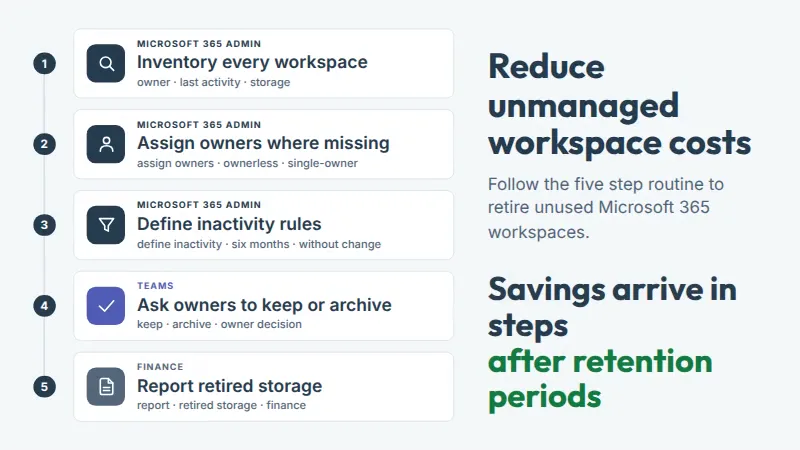 1
MICROSOFT 365 ADMIN
Inventory every workspace
owner · last activity · storage
2
MICROSOFT 365 ADMIN
Assign owners where missing
assign owners · ownerless · single-owner
3
MICROSOFT 365 ADMIN
Define inactivity rules
define inactivity · six months · without change
4
TEAMS
Ask owners to keep or archive
keep · archive · owner decision
5
FINANCE
Report retired storage
report · retired storage · finance
Reduce
unmanaged
workspace costs
Follow the five step routine to
retire unused Microsoft 365
workspaces.
Savings arrive in
steps
after retention
periods